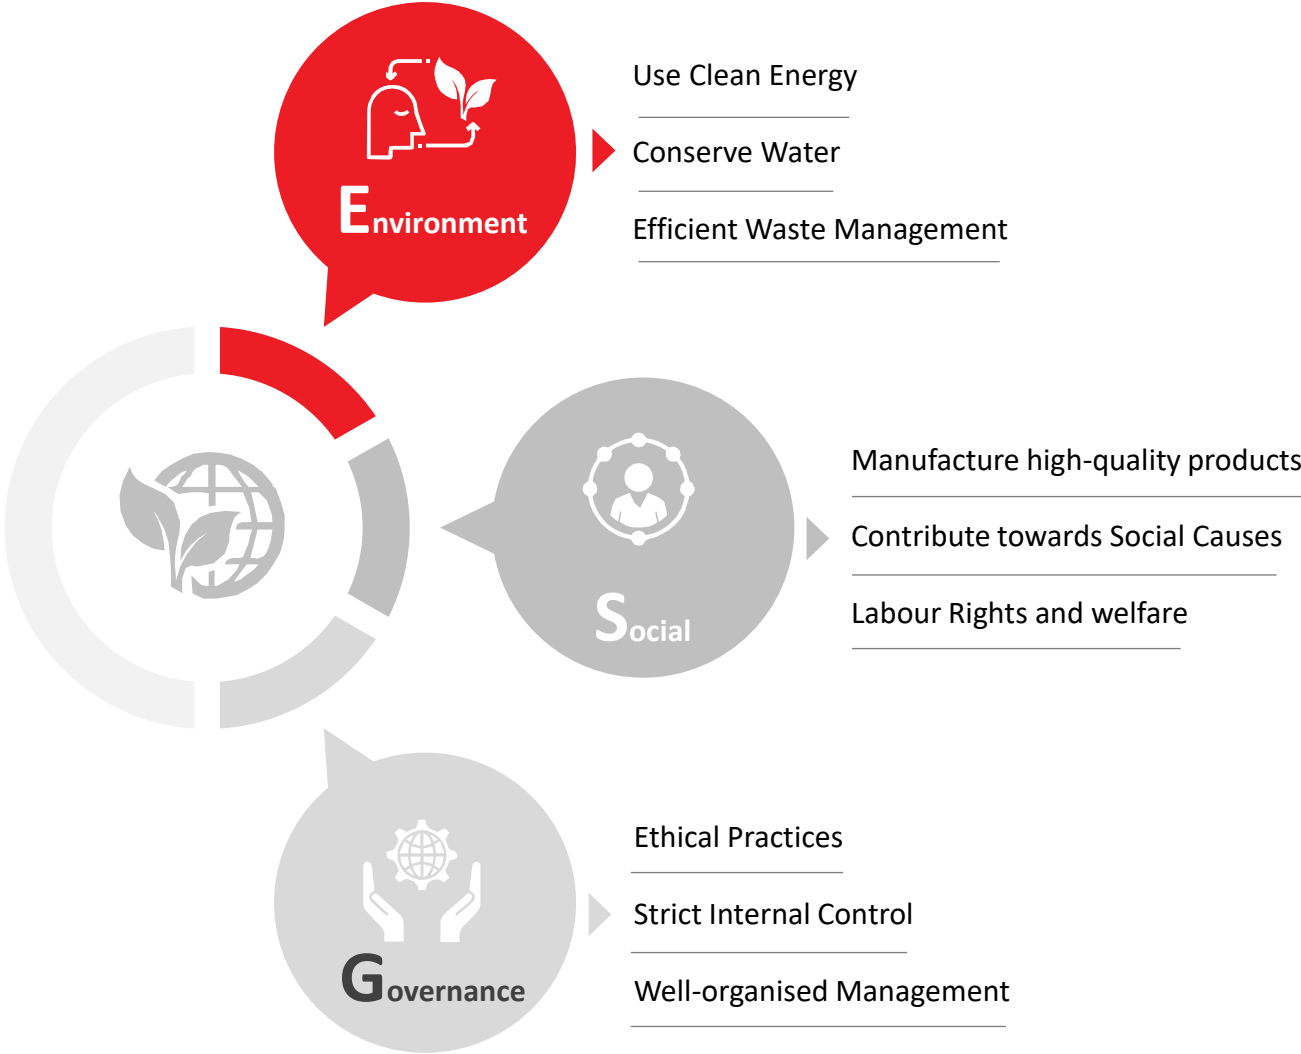 Environment
Use Clean Energy
Conserve Water
Efficient Waste Management
Social
Manufacture high-quality products
Contribute towards Social Causes
Labour Rights and welfare
Governance
Ethical Practices
Strict Internal Control
Well-organised Management